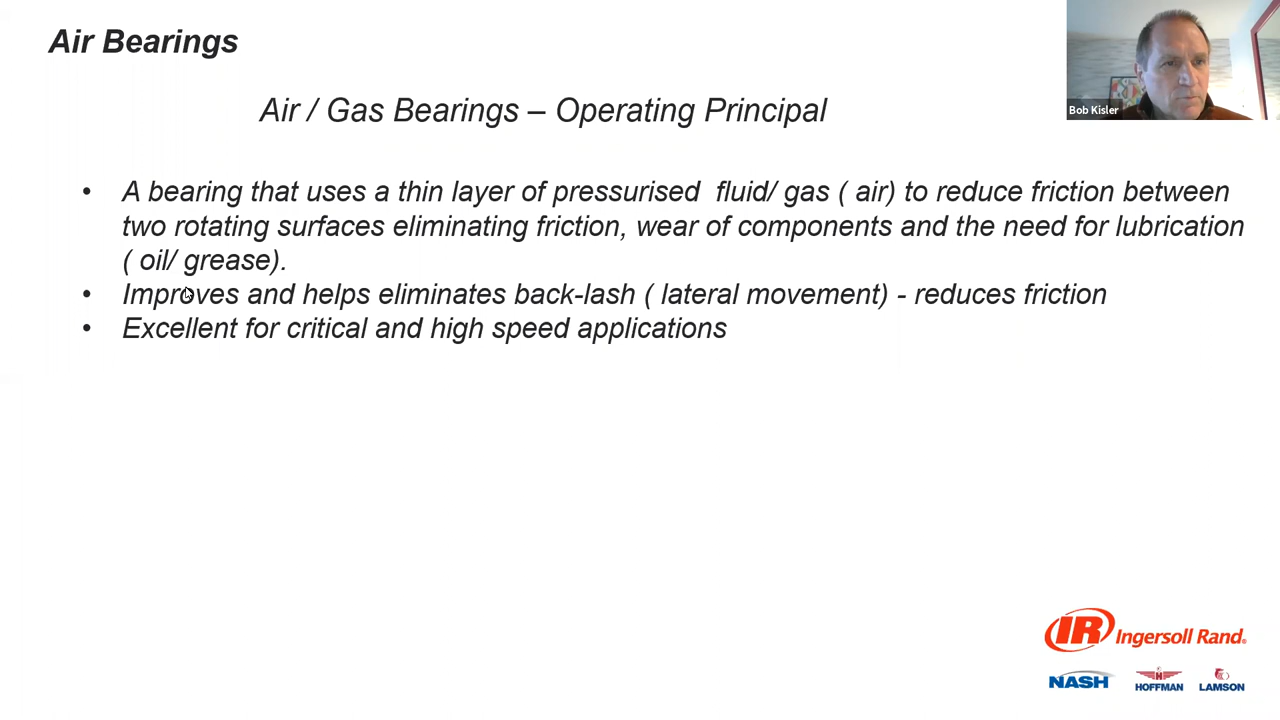 Air Bearings
Bob Kisler
Air / Gas Bearings – Operating Principal
• A bearing that uses a thin layer of pressurised  fluid/ gas ( air) to reduce friction between
two rotating surfaces eliminating friction, wear of components and the need for lubrication
( oil/ grease).
• Improves and helps eliminates back-lash ( lateral movement) - reduces friction
• Excellent for critical and high speed applications
IR Ingersoll Rand®
NASH HOFFMAN LAMSON